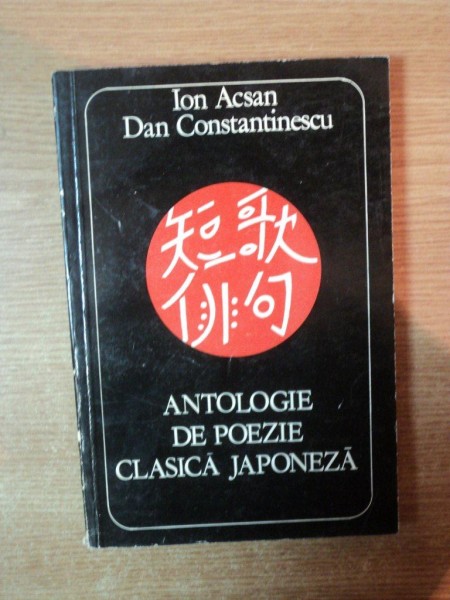 Ion Acsan
Dan Constantinescu
短歌
俳句
ANTOLOGIE
DE POEZIE
CLASICĂ JAPONEZĂ